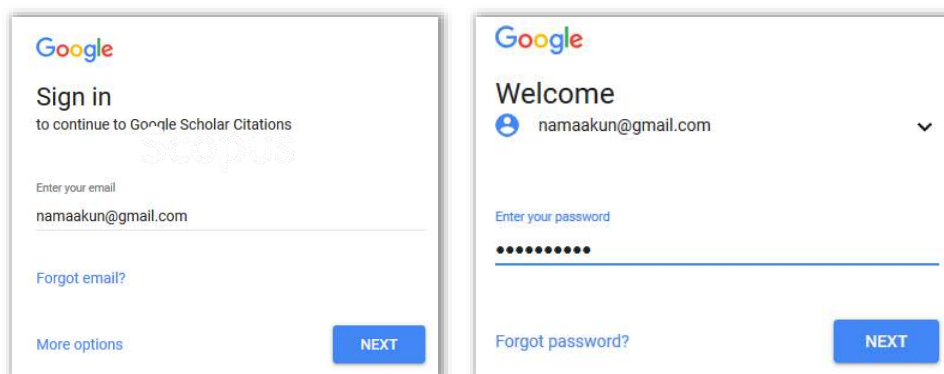 Google
Sign in
to continue to Google Scholar Citations
Scopus
Enter your email
namaakun@gmail.com
Forgot email?
More options
NEXT
Google
Welcome
namaakun@gmail.com
Enter your password
••••••••••
Forgot password?
NEXT